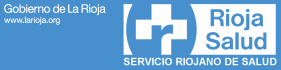 Gobierno de La Rioja
www.larioja.org
Rioja
Salud
SERVICIO RIOJANO DE SALUD